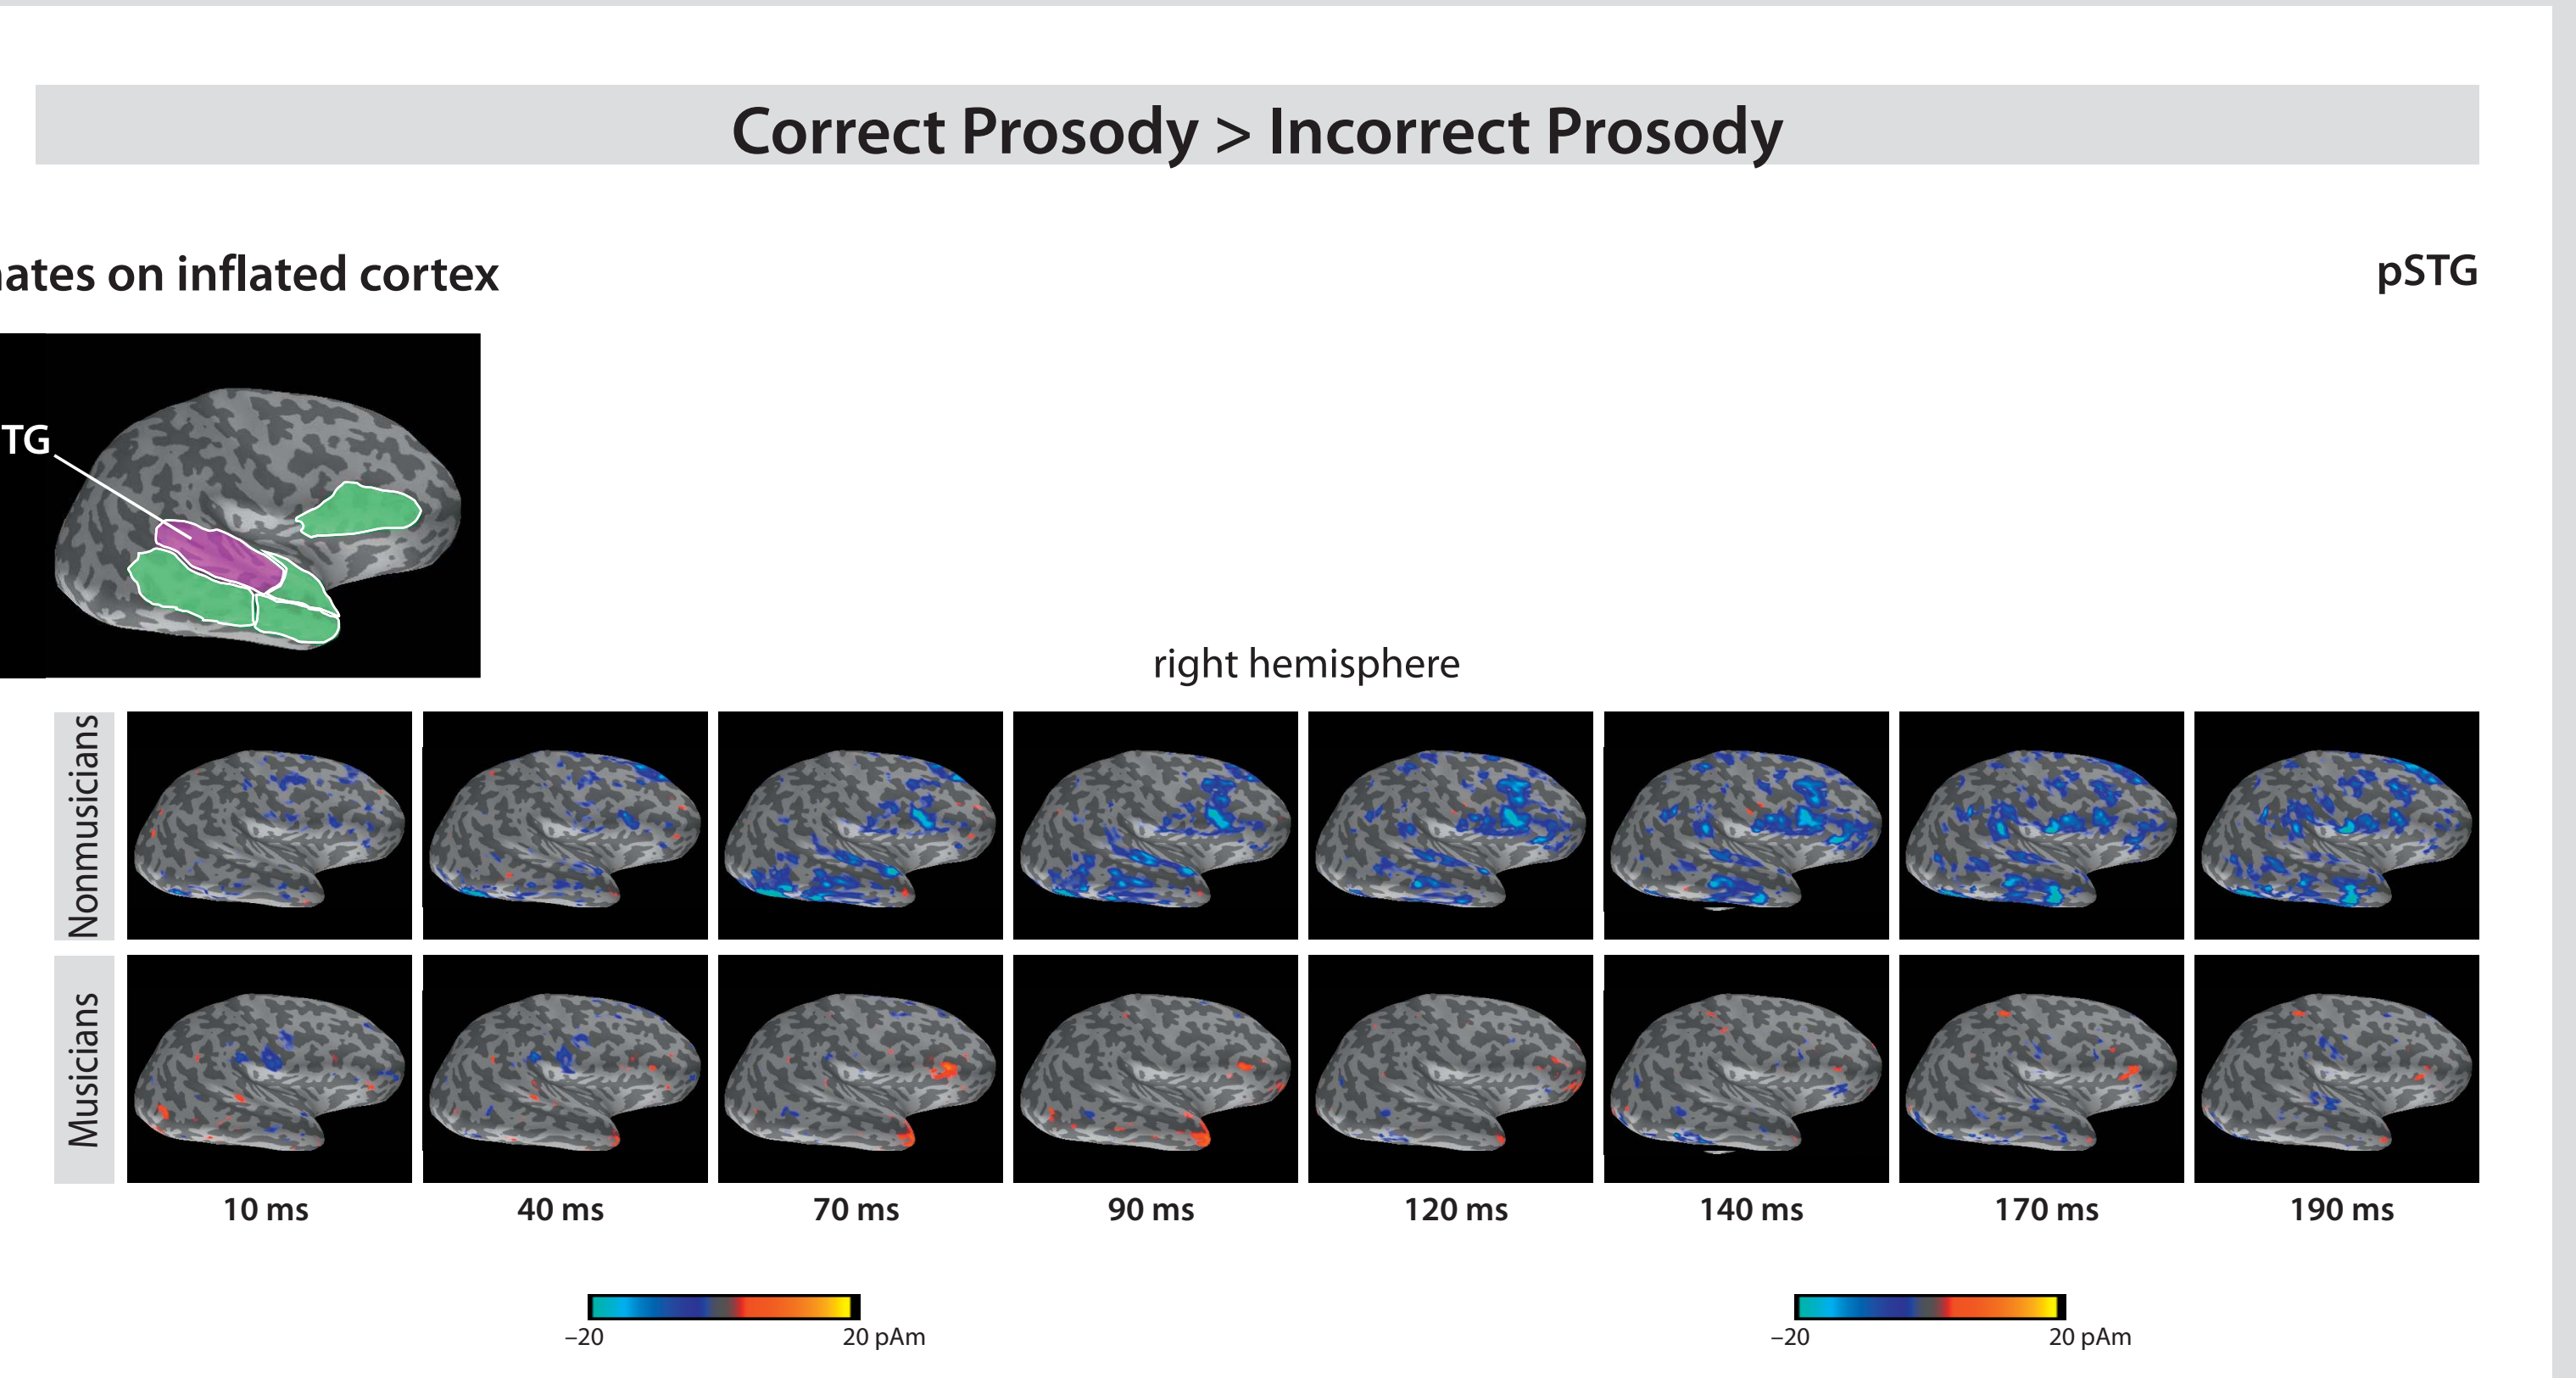 Correct Prosody > Incorrect Prosody
on inflated cortex
pSTG
TG
right hemisphere
Nonmusicians
Musicians
10 ms 40 ms 70 ms 90 ms 120 ms 140 ms 170 ms 190 ms
–20 20 pAm –20 20 pAm